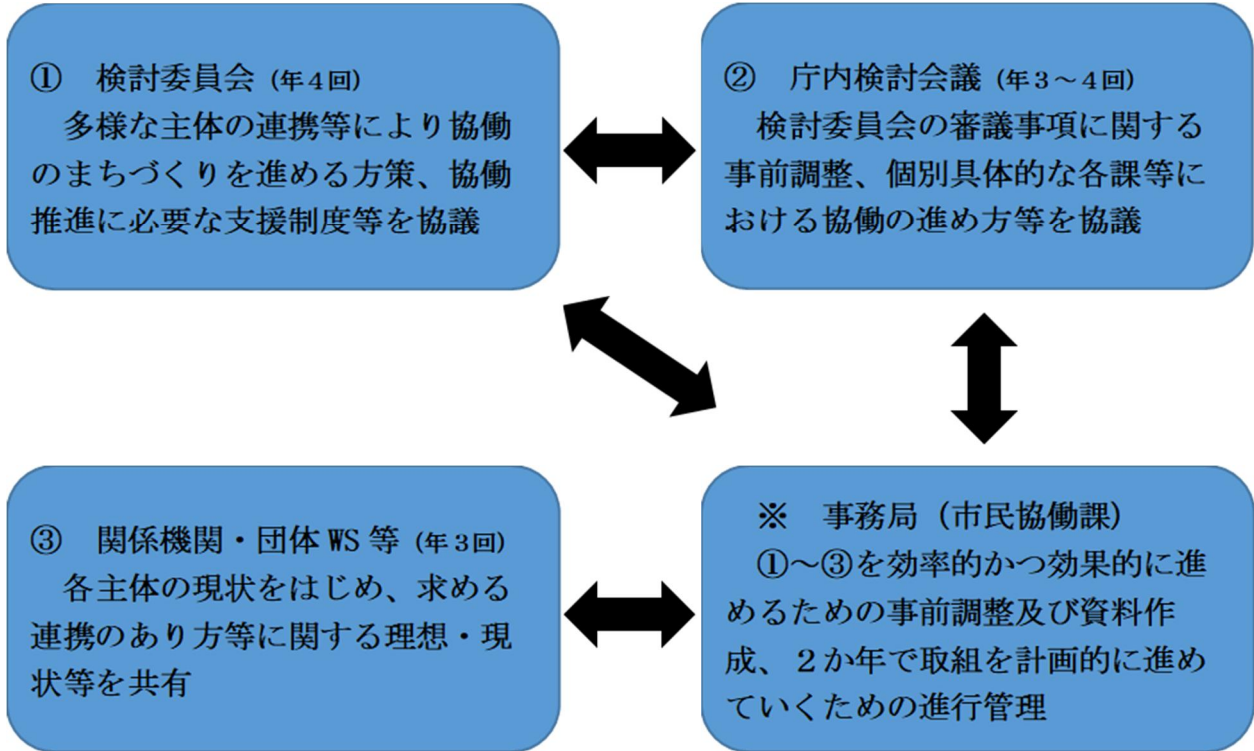 ①　検討委員会（年４回）
　多様な主体の連携等により協働
のまちづくりを進める方策、協働
推進に必要な支援制度等を協議
②　庁内検討会議（年３～４回）
　検討委員会の審議事項に関する
事前調整、個別具体的な各課等に
おける協働の進め方等を協議
③　関係機関・団体 WS 等（年３回）
　各主体の現状をはじめ、求める
連携のあり方等に関する理想・現
状等を共有
※　事務局（市民協働課）
　①～③を効率的かつ効果的に進
めるための事前調整及び資料作
成、２か年で取組を計画的に進め
ていくための進行管理